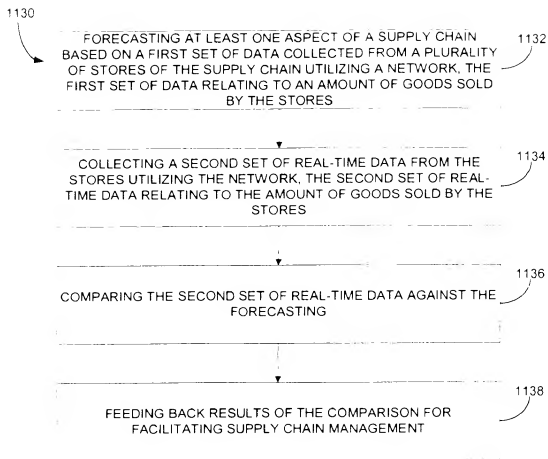 1130
FORECASTING AT LEAST ONE ASPECT OF A SUPPLY CHAIN
BASED ON A FIRST SET OF DATA COLLECTED FROM A PLURALITY
OF STORES OF THE SUPPLY CHAIN UTILIZING A NETWORK, THE
FIRST SET OF DATA RELATING TO AN AMOUNT OF GOODS SOLD
BY THE STORES
1132
COLLECTING A SECOND SET OF REAL-TIME DATA FROM THE
STORES UTILIZING THE NETWORK, THE SECOND SET OF REAL-
TIME DATA RELATING TO THE AMOUNT OF GOODS SOLD BY THE
STORES
1134
COMPARING THE SECOND SET OF REAL-TIME DATA AGAINST THE
FORECASTING
1136
FEEDING BACK RESULTS OF THE COMPARISON FOR
FACILITATING SUPPLY CHAIN MANAGEMENT
1138